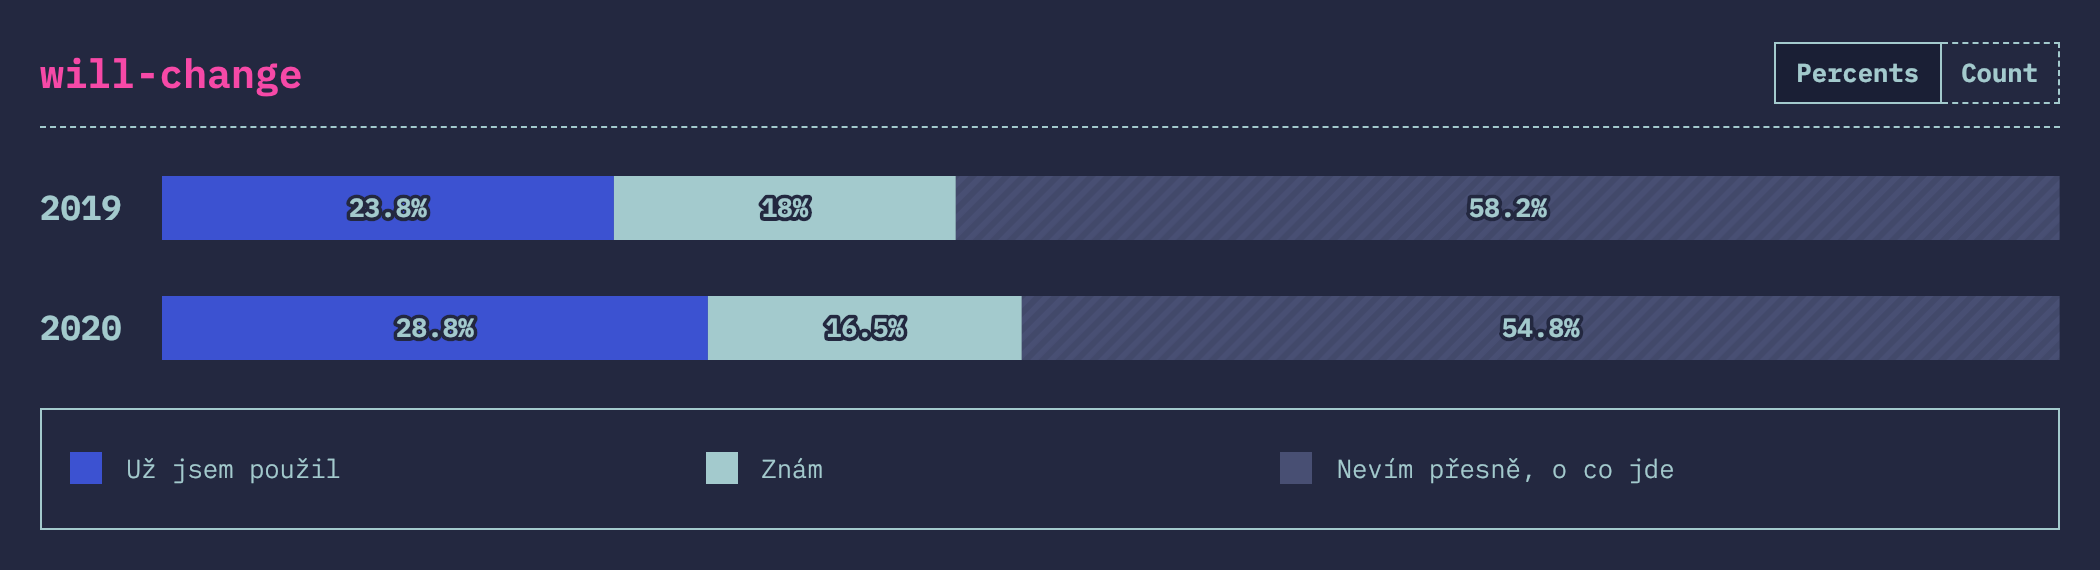 will-change
Percents Count
2019 23.8% 18% 58.2%
2020 28.8% 16.5% 54.8%
Už jsem použil Znám Nevím přesně, o co jde